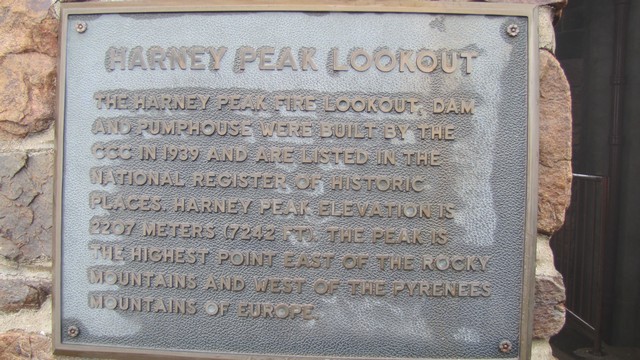 HARNEY PEAK LOOKOUT
THE HARNEY PEAK FIRE LOOKOUT, DAM
AND PUMPHOUSE WERE BUILT BY THE
CCC IN 1939 AND ARE LISTED IN THE
NATIONAL REGISTER OF HISTORIC
PLACES. HARNEY PEAK ELEVATION IS
2207 METERS (7242 FT). THE PEAK IS
THE HIGHEST POINT EAST OF THE ROCKY
MOUNTAINS AND WEST OF THE PYRENEES
MOUNTAINS OF EUROPE.